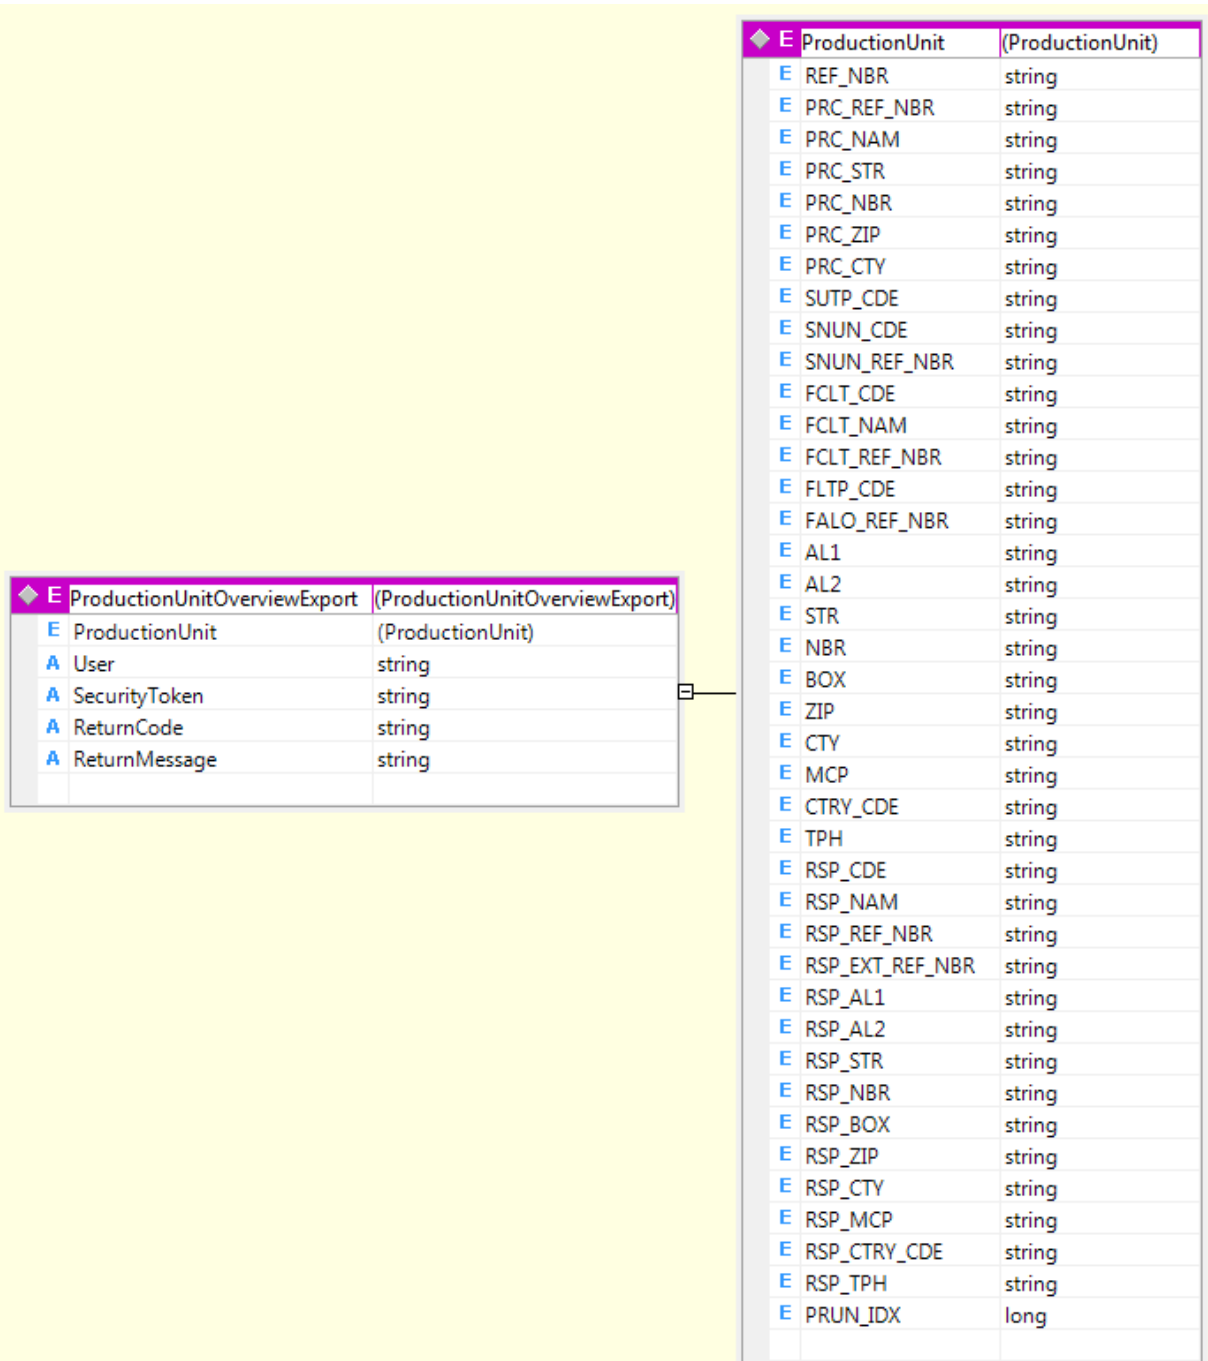 E ProductionUnitOverviewExport (ProductionUnitOverviewExport)
E ProductionUnit (ProductionUnit)
A User string
A SecurityToken string
A ReturnCode string
A ReturnMessage string
E ProductionUnit (ProductionUnit)
E REF_NBR string
E PRC_REF_NBR string
E PRC_NAM string
E PRC_STR string
E PRC_NBR string
E PRC_ZIP string
E PRC_CTY string
E SUTP_CDE string
E SNUN_CDE string
E SNUN_REF_NBR string
E FCLT_CDE string
E FCLT_NAM string
E FCLT_REF_NBR string
E FLTP_CDE string
E FALO_REF_NBR string
E AL1 string
E AL2 string
E STR string
E NBR string
E BOX string
E ZIP string
E CTY string
E MCP string
E CTRY_CDE string
E TPH string
E RSP_CDE string
E RSP_NAM string
E RSP_REF_NBR string
E RSP_EXT_REF_NBR string
E RSP_AL1 string
E RSP_AL2 string
E RSP_STR string
E RSP_NBR string
E RSP_BOX string
E RSP_ZIP string
E RSP_CTY string
E RSP_MCP string
E RSP_CTRY_CDE string
E RSP_TPH string
E PRUN_IDX long